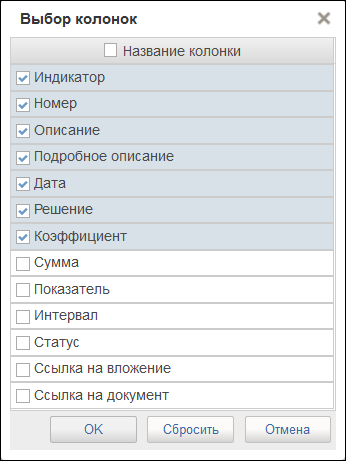 Выбор колонок
Название колонки
Индикатор
Номер
Описание
Подробное описание
Дата
Решение
Коэффициент
Сумма
Показатель
Интервал
Статус
Ссылка на вложение
Ссылка на документ
OK Сбросить Отмена